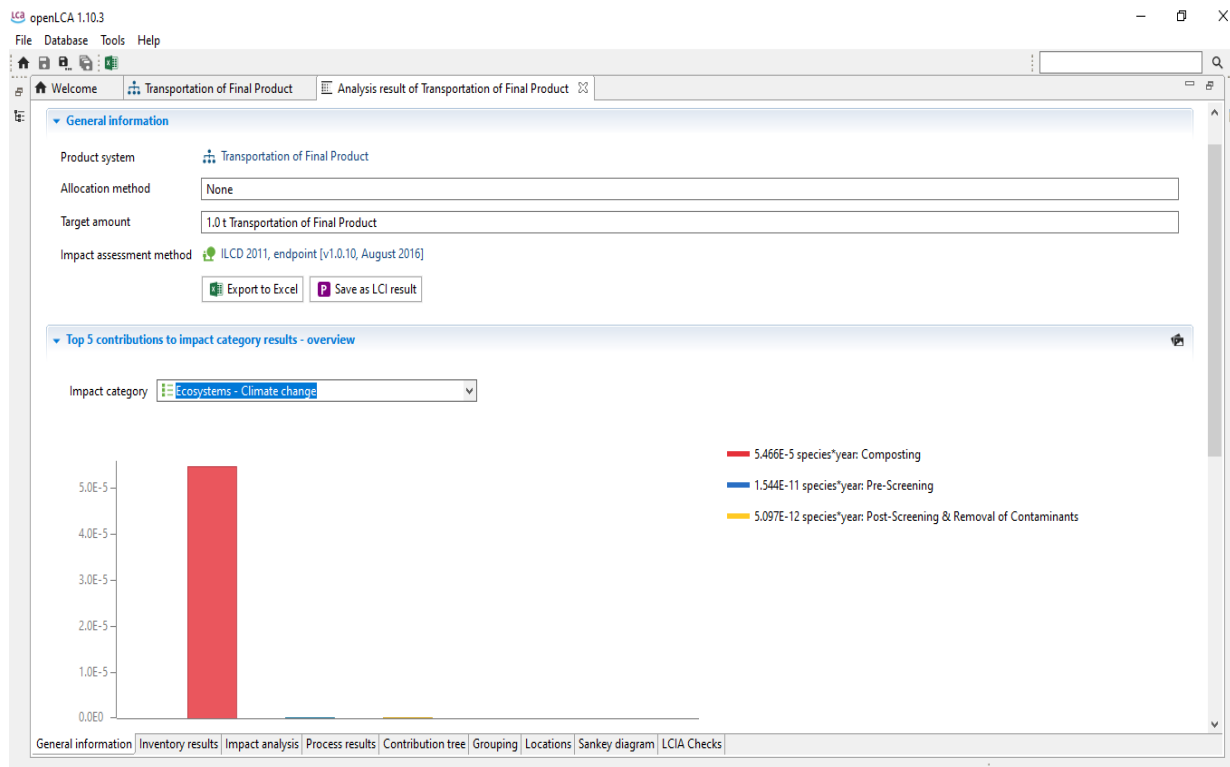 LCA openLCA 1.10.3
File Database Tools Help
Welcome Transportation of Final Product Analysis result of Transportation of Final Product
General information
Product system Transportation of Final Product
Allocation method None
Target amount 1.0 t Transportation of Final Product
Impact assessment method ILCD 2011, endpoint [v1.0.10, August 2016]
Export to Excel P Save as LCI result
Top 5 contributions to impact category results - overview
Impact category Ecosystems - Climate change
5.466E-5 species*year: Composting
1.544E-11 species*year: Pre-Screening
5.097E-12 species*year: Post-Screening & Removal of Contaminants
5.0E-5
4.0E-5
3.0E-5
2.0E-5
1.0E-5
0.0E0
General information Inventory results Impact analysis Process results Contribution tree Grouping Locations Sankey diagram LCIA Checks